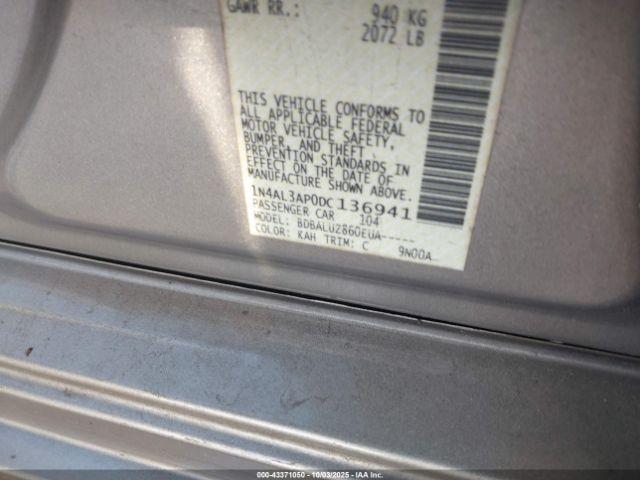 GAWR RR.: 940 KG
2072 LB
THIS VEHICLE CONFORMS TO
ALL APPLICABLE FEDERAL
MOTOR VEHICLE SAFETY,
BUMPER, AND THEFT
PREVENTION STANDARDS IN
EFFECT ON THE DATE OF
MANUFACTURE SHOWN ABOVE.
1N4AL3AP0DC136941
PASSENGER CAR 104
MODEL: BDBALUZ860EUA-----
COLOR: KAH TRIM: C 9N00A
000-43371050 - 10/03/2025 - IAA Inc.